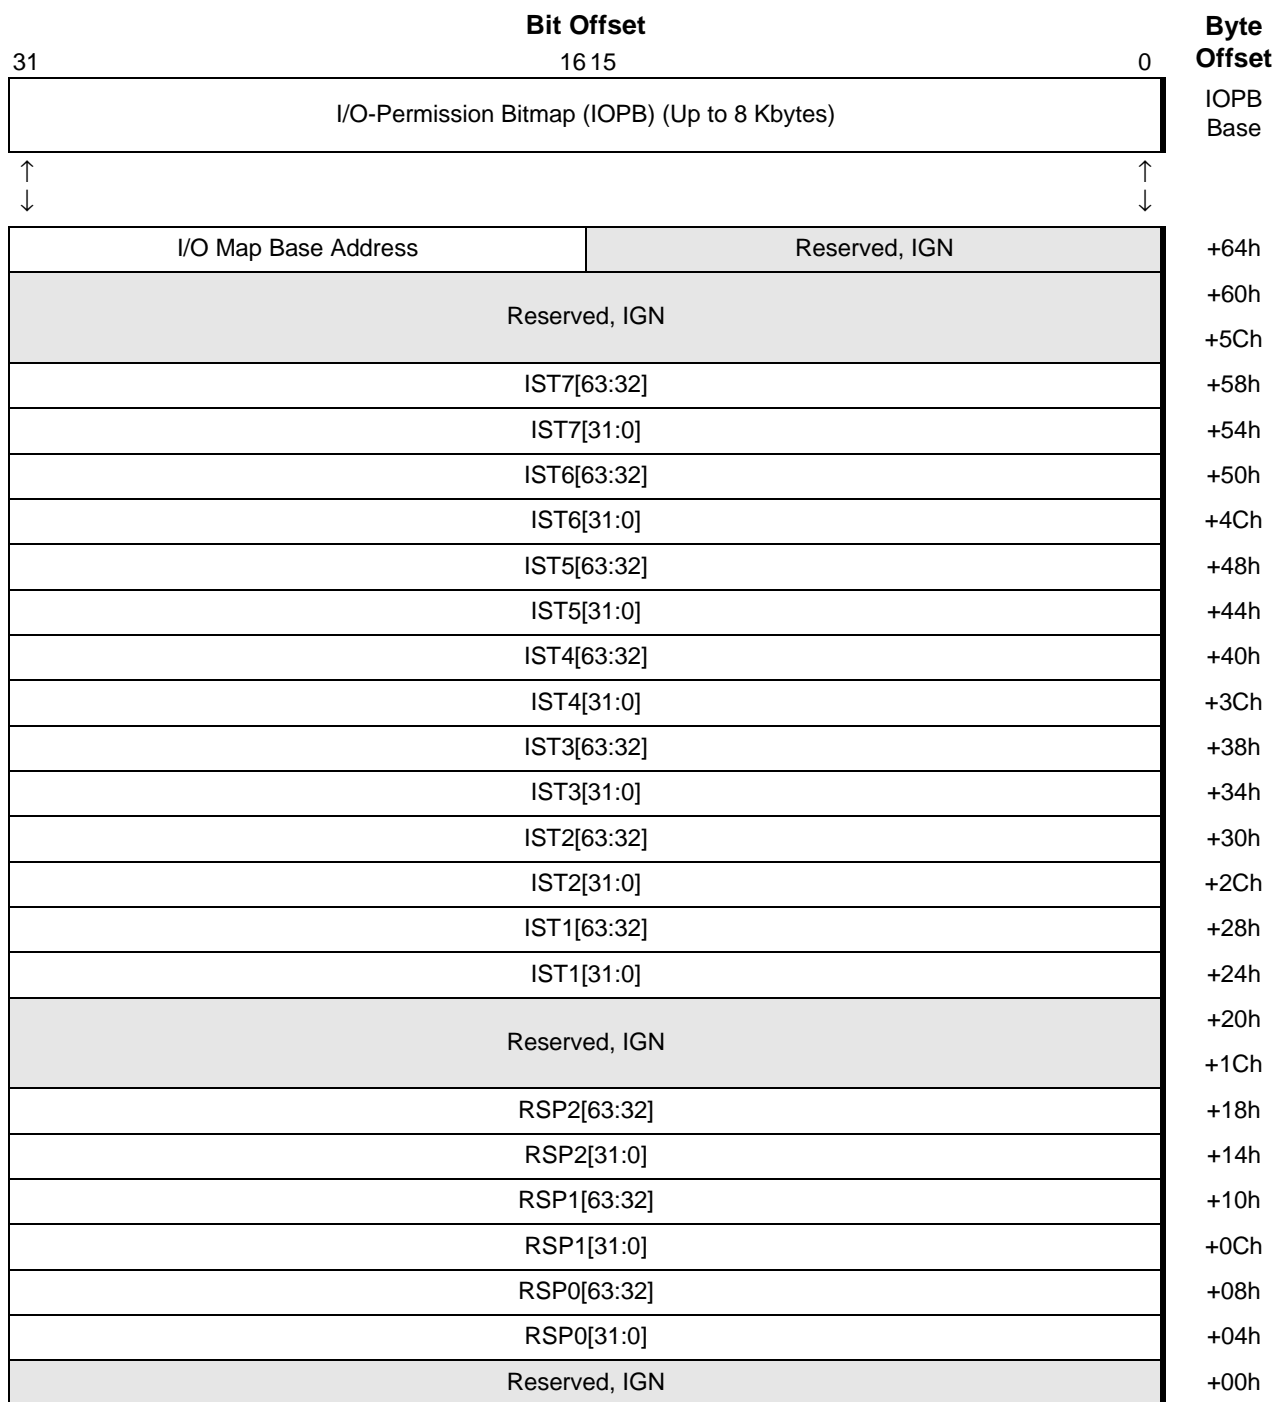 Bit Offset Byte
31 16 15 0 Offset
I/O-Permission Bitmap (IOPB) (Up to 8 Kbytes) IOPB
Base
↑ ↑
↓ ↓
I/O Map Base Address Reserved, IGN +64h
+60h
Reserved, IGN
+5Ch
IST7[63:32] +58h
IST7[31:0] +54h
IST6[63:32] +50h
IST6[31:0] +4Ch
IST5[63:32] +48h
IST5[31:0] +44h
IST4[63:32] +40h
IST4[31:0] +3Ch
IST3[63:32] +38h
IST3[31:0] +34h
IST2[63:32] +30h
IST2[31:0] +2Ch
IST1[63:32] +28h
IST1[31:0] +24h
+20h
Reserved, IGN
+1Ch
RSP2[63:32] +18h
RSP2[31:0] +14h
RSP1[63:32] +10h
RSP1[31:0] +0Ch
RSP0[63:32] +08h
RSP0[31:0] +04h
Reserved, IGN +00h